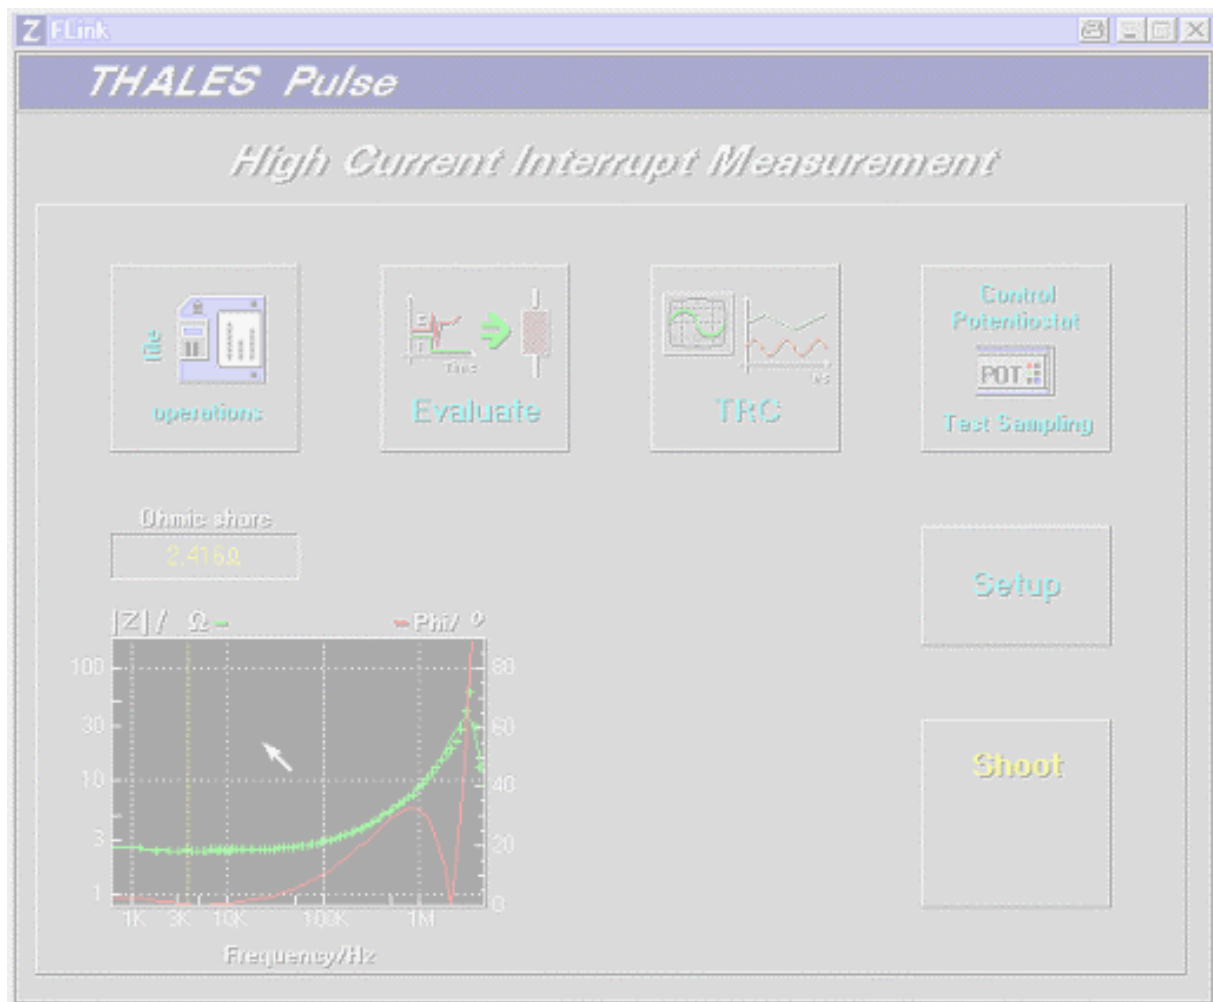 Z FLink
THALES Pulse
High Current Interrupt Measurement
file
operations
E
I
Time
Evaluate
TRC
Control
Potentiostat
POT
Test Sampling
Ohmic share
2.416Ω
Setup
|Z| / Ω
Phi/ °
100
30
10
3
1
80
60
40
20
0
1K 3K 10K 100K 1M
Frequency/Hz
Shoot